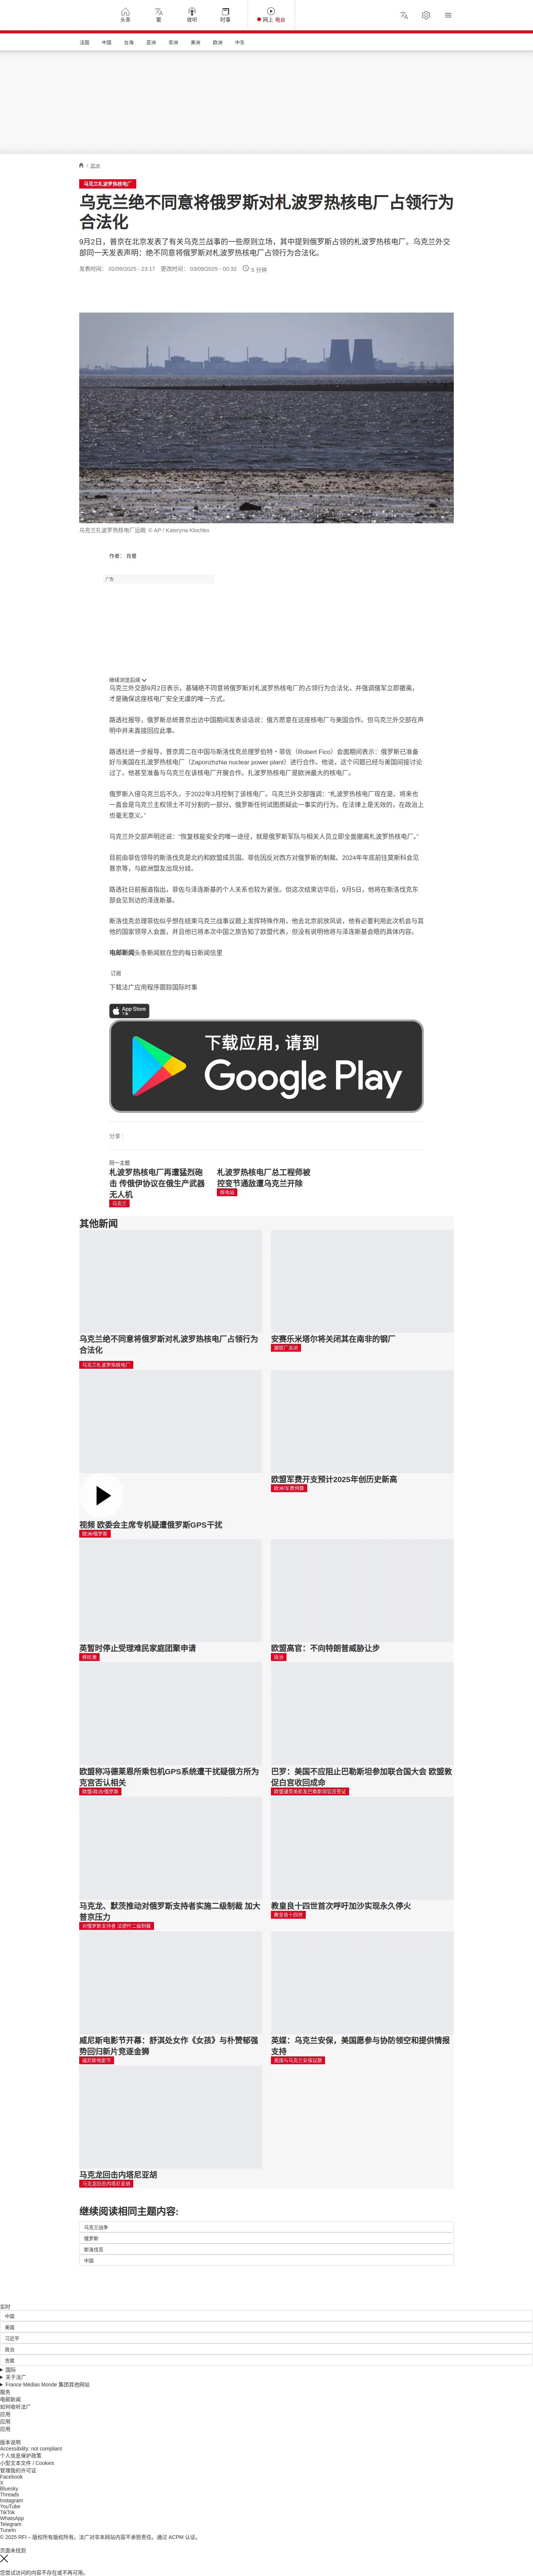 头条
繁
收听
时事
网上 电台
法国
中国
台海
亚洲
非洲
美洲
欧洲
中东
/ 欧洲
乌克兰扎波罗热核电厂
乌克兰绝不同意将俄罗斯对札波罗热核电厂占领行为
合法化
9月2日，普京在北京发表了有关乌克兰战事的一些原则立场，其中提到俄罗斯占领的札波罗热核电厂。乌克兰外交
部同一天发表声明：绝不同意将俄罗斯对札波罗热核电厂占领行为合法化。
发表时间： 02/09/2025 - 23:17 更改时间： 03/09/2025 - 00:32 5 分钟
乌克兰扎波罗热核电厂远眺 © AP / Kateryna Klochko
作者： 肖曼
广告
继续浏览后续
乌克兰外交部9月2日表示，基辅绝不同意将俄罗斯对札波罗热核电厂的占领行为合法化，并强调俄军立即撤离，
才是确保这座核电厂安全无虞的唯一方式。
路透社报导，俄罗斯总统普京出访中国期间发表谈话说：俄方愿意在这座核电厂与美国合作。但乌克兰外交部在声
明中并未直接回应此事。
路透社进一步报导，普京周二在中国与斯洛伐克总理罗伯特・菲佐（Robert Fico）会面期间表示：俄罗斯已准备
好与美国在扎波罗热核电厂（Zaporizhzhia nuclear power plant）进行合作。他说，这个问题已经与美国间接讨论
过了，他甚至准备与乌克兰在该核电厂开展合作。扎波罗热核电厂是欧洲最大的核电厂。
俄罗斯入侵乌克兰后不久，于2022年3月控制了该核电厂。乌克兰外交部强调：“札波罗热核电厂现在是、将来也
一直会是乌克兰主权领土不可分割的一部分。俄罗斯任何试图质疑此一事实的行为，在法律上是无效的，在政治上
也毫无意义。”
乌克兰外交部声明还说：“恢复核能安全的唯一途径，就是俄罗斯军队与相关人员立即全面撤离札波罗热核电厂。”
目前由菲佐领导的斯洛伐克是北约和欧盟成员国。菲佐因反对西方对俄罗斯的制裁、2024年年底前往莫斯科会见
普京等，与欧洲盟友出现分歧。
路透社日前报道指出，菲佐与泽连斯基的个人关系也较为紧张。但这次结束访华后，9月5日，他将在斯洛伐克东
部会见到访的泽连斯基。
斯洛伐克总理菲佐似乎想在结束乌克兰战事议题上发挥特殊作用，他去北京前放风说，他有必要利用此次机会与其
他的国家领导人会面，并且他已将本次中国之旅告知了欧盟代表。但没有说明他将与泽连斯基会晤的具体内容。
电邮新闻头条新闻就在您的每日新闻信里
订阅
下载法广应用程序跟踪国际时事
App Store
下载应用，请到
Google Play
分享 :
同一主题
札波罗热核电厂再遭猛烈炮
击 传俄伊协议在俄生产武器
无人机
乌克兰
札波罗热核电厂总工程师被
控变节通敌遭乌克兰开除
核电站
其他新闻
乌克兰绝不同意将俄罗斯对札波罗热核电厂占领行为
合法化
乌克兰扎波罗热核电厂
安赛乐米塔尔将关闭其在南非的钢厂
钢铁厂关闭
视频 欧委会主席专机疑遭俄罗斯GPS干扰
欧洲/俄罗斯
欧盟军费开支预计2025年创历史新高
欧洲/军费预算
英暂时停止受理难民家庭团聚申请
移民潮
欧盟高官：不向特朗普威胁让步
政治
欧盟称冯德莱恩所乘包机GPS系统遭干扰疑俄方所为
克宫否认相关
欧盟/政治/俄罗斯
巴罗：美国不应阻止巴勒斯坦参加联合国大会 欧盟敦
促白宫收回成命
欧盟谴责美拒发巴勒斯坦官员签证
马克龙、默茨推动对俄罗斯支持者实施二级制裁 加大
普京压力
对俄罗斯支持者 法德吁二级制裁
教皇良十四世首次呼吁加沙实现永久停火
教皇良十四世
威尼斯电影节开幕：舒淇处女作《女孩》与朴赞郁强
势回归新片竞逐金狮
威尼斯电影节
英媒：乌克兰安保，美国愿参与协防领空和提供情报
支持
美国与乌克兰安保议题
马克龙回击内塔尼亚胡
马克龙回击内塔尼亚胡
继续阅读相同主题内容:
乌克兰战争
俄罗斯
斯洛伐克
中国
实时
中国
美国
习近平
政治
贪腐
国际
关于法广
France Médias Monde 集团其他网站
服务
电邮新闻
如何收听法广
应用
应用
应用
版本说明
Accessibility: not compliant
个人信息保护政策
小型文本文件 / Cookies
管理我的许可证
Facebook
X
Bluesky
Threads
Instagram
YouTube
TikTok
WhatsApp
Telegram
TuneIn
© 2025 RFI – 版权所有版权所有。法广对非本网站内容不承担责任。通过 ACPM 认证。
页面未找到
您尝试访问的内容不存在或不再可用。